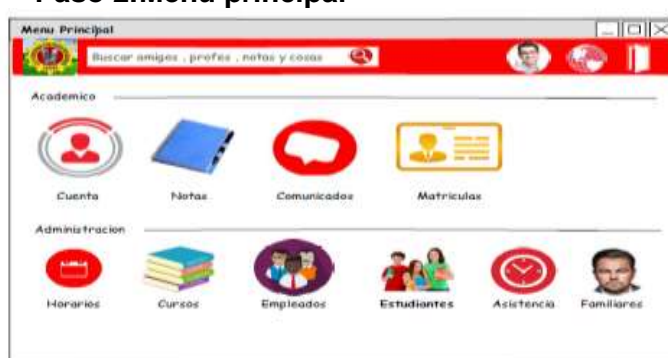 Paso 2:Menú principal
Menu Principal
Buscar amigos , profes , notas y cosas
Academico
Cuenta Notas Comunicados Matriculas
Administracion
Horarios Cursos Empleados Estudiantes Asistencia Familiares